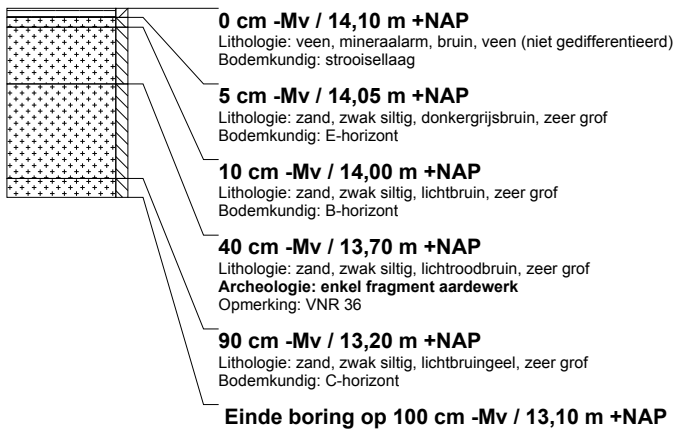 0 cm -Mv / 14,10 m +NAP
Lithologie: veen, mineraalarm, bruin, veen (niet gedifferentieerd)
Bodemkundig: strooisellaag
5 cm -Mv / 14,05 m +NAP
Lithologie: zand, zwak siltig, donkergrijsbruin, zeer grof
Bodemkundig: E-horizont
10 cm -Mv / 14,00 m +NAP
Lithologie: zand, zwak siltig, lichtbruin, zeer grof
Bodemkundig: B-horizont
40 cm -Mv / 13,70 m +NAP
Lithologie: zand, zwak siltig, lichtroodbruin, zeer grof
Archeologie: enkel fragment aardewerk
Opmerking: VNR 36
90 cm -Mv / 13,20 m +NAP
Lithologie: zand, zwak siltig, lichtbruingeel, zeer grof
Bodemkundig: C-horizont
Einde boring op 100 cm -Mv / 13,10 m +NAP